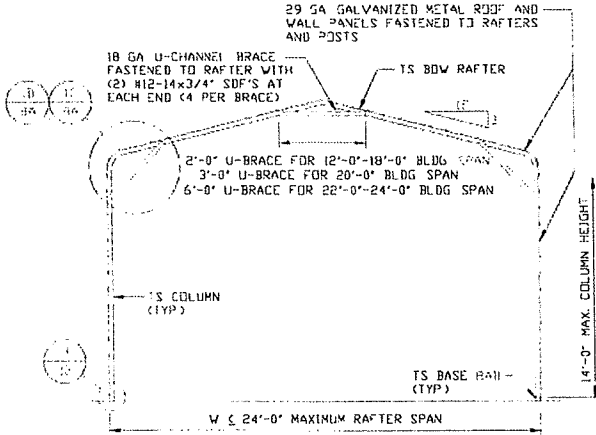 29 GA GALVANIZED METAL ROOF AND
WALL PANELS FASTENED TO RAFTERS
AND POSTS
18 GA U-CHANNEL BRACE
FASTENED TO RAFTER WITH
(2) #12-14x3/4" SDF'S AT
EACH END (4 PER BRACE)
TS BOW RAFTER
12"
3
2'-0" U-BRACE FOR 12'-0"-18'-0" BLDG SPAN
3'-0" U-BRACE FOR 20'-0" BLDG SPAN
6'-0" U-BRACE FOR 22'-0"-24'-0" BLDG SPAN
14'-0" MAX. COLUMN HEIGHT
TS COLUMN
(TYP)
TS BASE RAIL
(TYP)
W ≤ 24'-0" MAXIMUM RAFTER SPAN